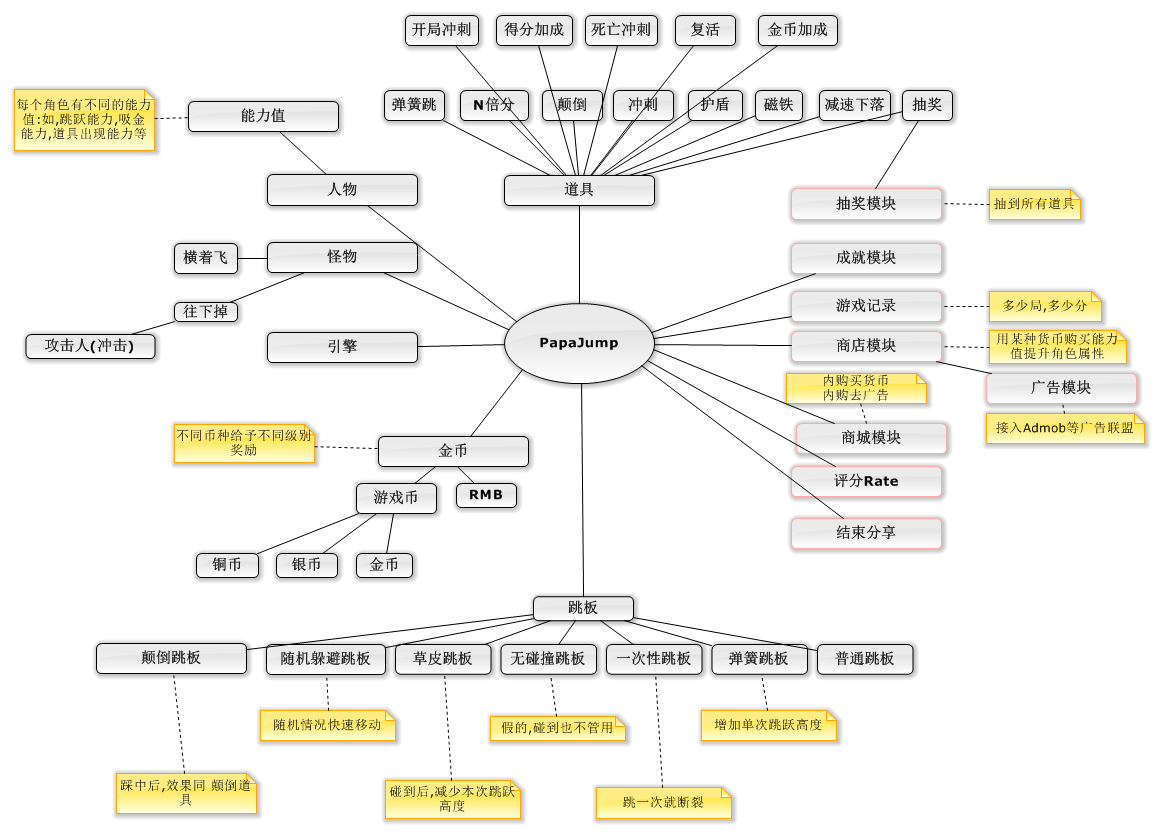 开局冲刺
得分加成
死亡冲刺
复活
金币加成
每个角色有不同的能力
值:如,跳跃能力,吸金
能力,道具出现能力等
能力值
弹簧跳
N倍分
颠倒
冲刺
护盾
磁铁
减速下落
抽奖
人物
道具
抽奖模块
抽到所有道具
横着飞
怪物
成就模块
往下掉
游戏记录
多少局,多少分
攻击人(冲击)
引擎
PapaJump
商店模块
用某种货币购买能力
值提升角色属性
内购买货币
内购去广告
广告模块
接入Admob等广告联盟
不同币种给予不同级别
奖励
金币
商城模块
游戏币
RMB
评分Rate
结束分享
铜币
银币
金币
跳板
颠倒跳板
随机躲避跳板
草皮跳板
无碰撞跳板
一次性跳板
弹簧跳板
普通跳板
随机情况快速移动
假的,碰到也不管用
增加单次跳跃高度
踩中后,效果同 颠倒道
具
碰到后,减少本次跳跃
高度
跳一次就断裂